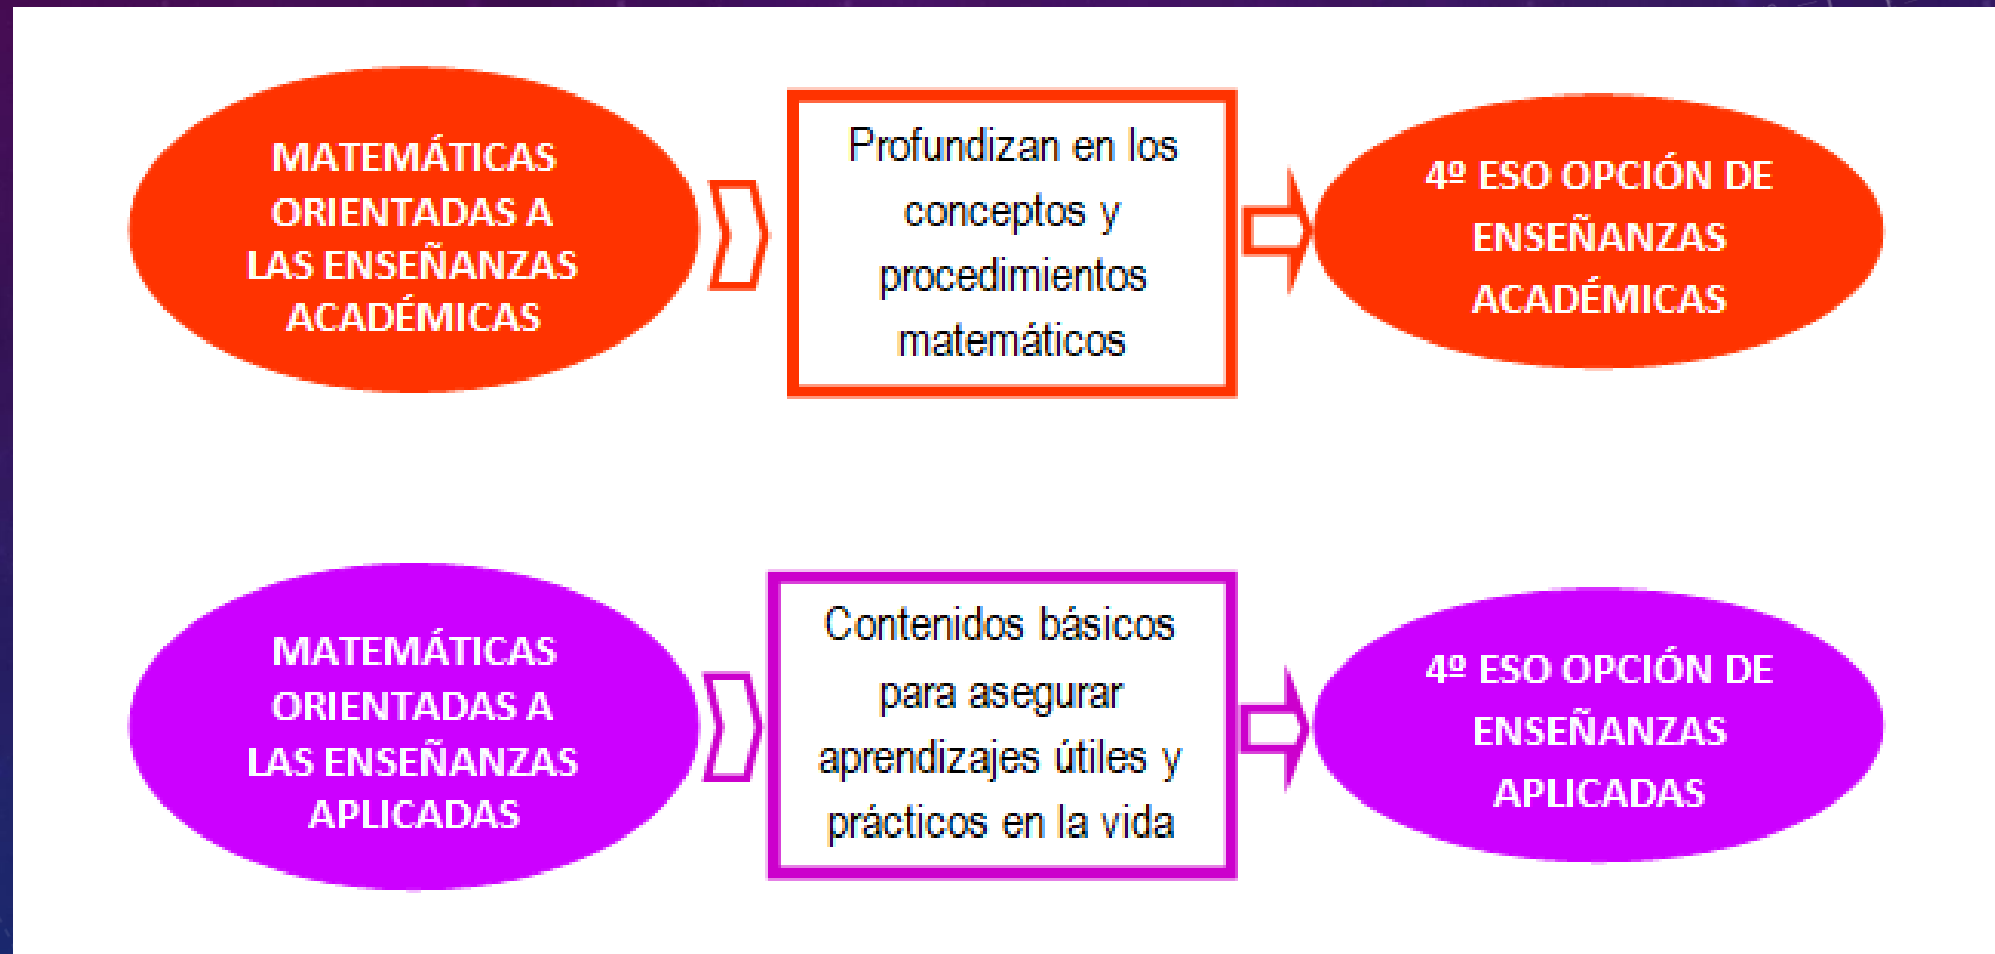 MATEMÁTICAS
ORIENTADAS A
LAS ENSEÑANZAS
ACADÉMICAS
Profundizan en los
conceptos y
procedimientos
matemáticos
4º ESO OPCIÓN DE
ENSEÑANZAS
ACADÉMICAS
MATEMÁTICAS
ORIENTADAS A
LAS ENSEÑANZAS
APLICADAS
Contenidos básicos
para asegurar
aprendizajes útiles y
prácticos en la vida
4º ESO OPCIÓN DE
ENSEÑANZAS
APLICADAS